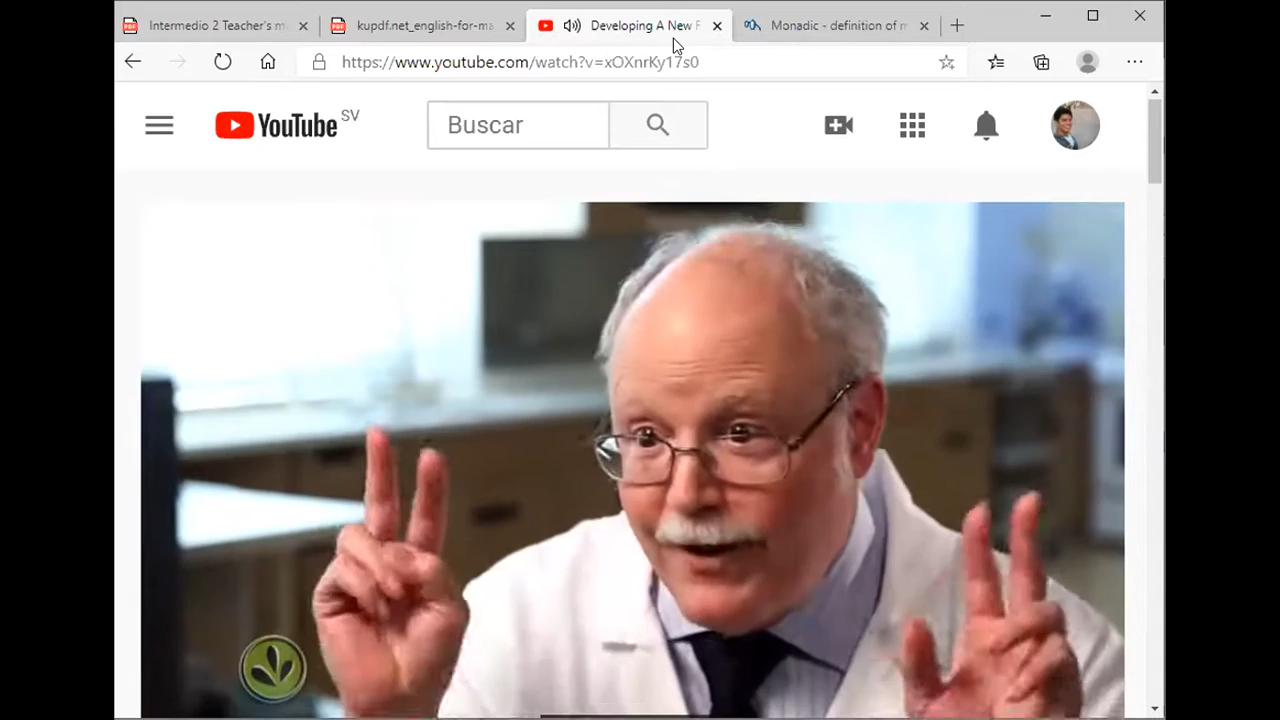 Intermedio 2 Teacher's m
kupdf.net_english-for-ma
Developing A New F
Monadic - definition of m
https://www.youtube.com/watch?v=xOXnrKy17s0
YouTube SV
Buscar